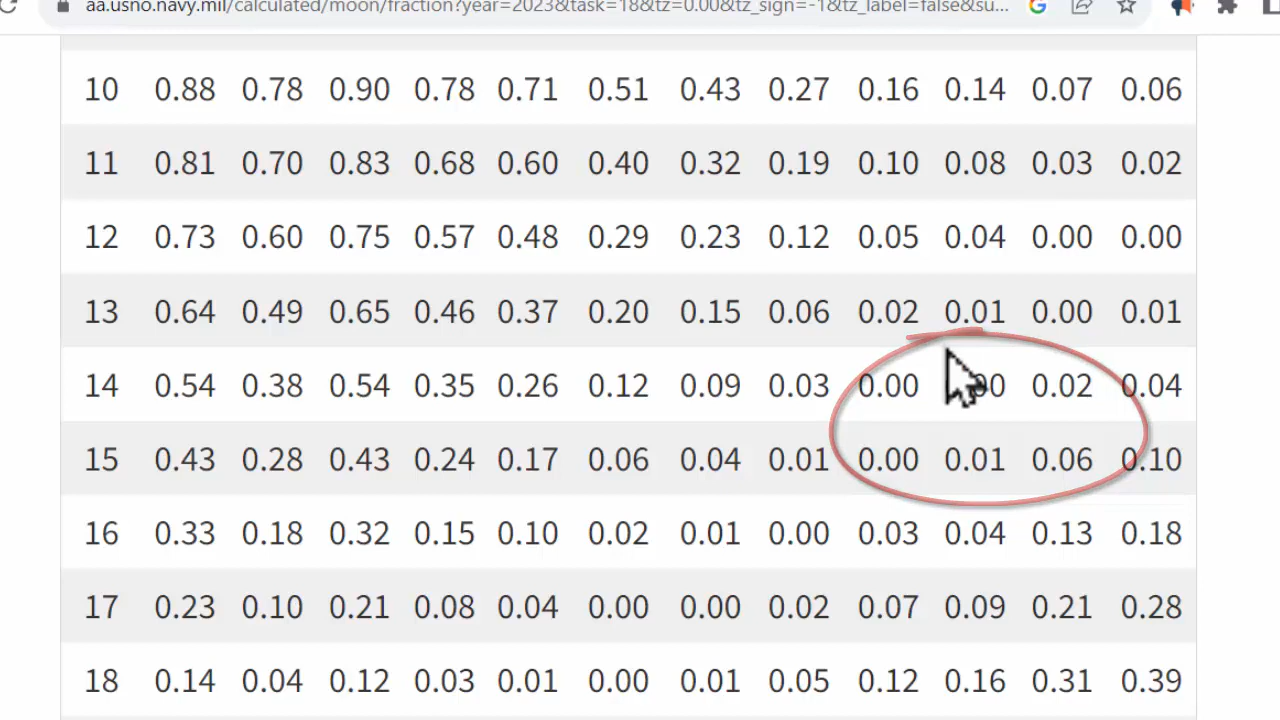 aa.usno.navy.mil/calculated/moon/fraction?year=2023&task=18&tz=0.00&tz_sign=-1&tz_label=false&su...
10 0.88 0.78 0.90 0.78 0.71 0.51 0.43 0.27 0.16 0.14 0.07 0.06
11 0.81 0.70 0.83 0.68 0.60 0.40 0.32 0.19 0.10 0.08 0.03 0.02
12 0.73 0.60 0.75 0.57 0.48 0.29 0.23 0.12 0.05 0.04 0.00 0.00
13 0.64 0.49 0.65 0.46 0.37 0.20 0.15 0.06 0.02 0.01 0.00 0.01
14 0.54 0.38 0.54 0.35 0.26 0.12 0.09 0.03 0.00 0.02 0.04
15 0.43 0.28 0.43 0.24 0.17 0.06 0.04 0.01 0.00 0.01 0.06 0.10
16 0.33 0.18 0.32 0.15 0.10 0.02 0.01 0.00 0.03 0.04 0.13 0.18
17 0.23 0.10 0.21 0.08 0.04 0.00 0.00 0.02 0.07 0.09 0.21 0.28
18 0.14 0.04 0.12 0.03 0.01 0.00 0.01 0.05 0.12 0.16 0.31 0.39